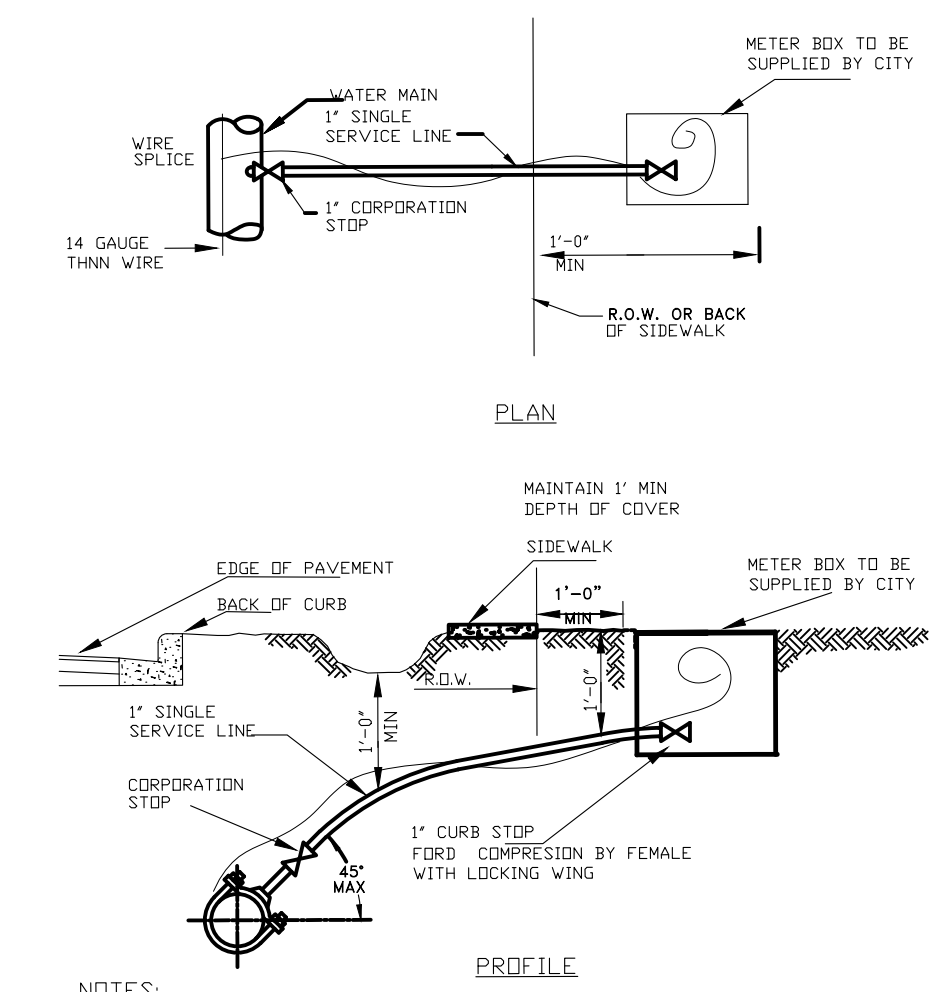 METER BOX TO BE
SUPPLIED BY CITY
WATER MAIN
1" SINGLE
SERVICE LINE
WIRE
SPLICE
1" CORPORATION
STOP
14 GAUGE
THNN WIRE
1'-0"
MIN
R.O.W. OR BACK
OF SIDEWALK
PLAN
MAINTAIN 1' MIN
DEPTH OF COVER
SIDEWALK
EDGE OF PAVEMENT
BACK OF CURB
METER BOX TO BE
SUPPLIED BY CITY
1'-0"
MIN
R.O.W.
1'-0"
1'-0"
MIN
1" SINGLE
SERVICE LINE
CORPORATION
STOP
1" CURB STOP
FORD COMPRESION BY FEMALE
WITH LOCKING WING
45°
MAX
PROFILE
NOTES: